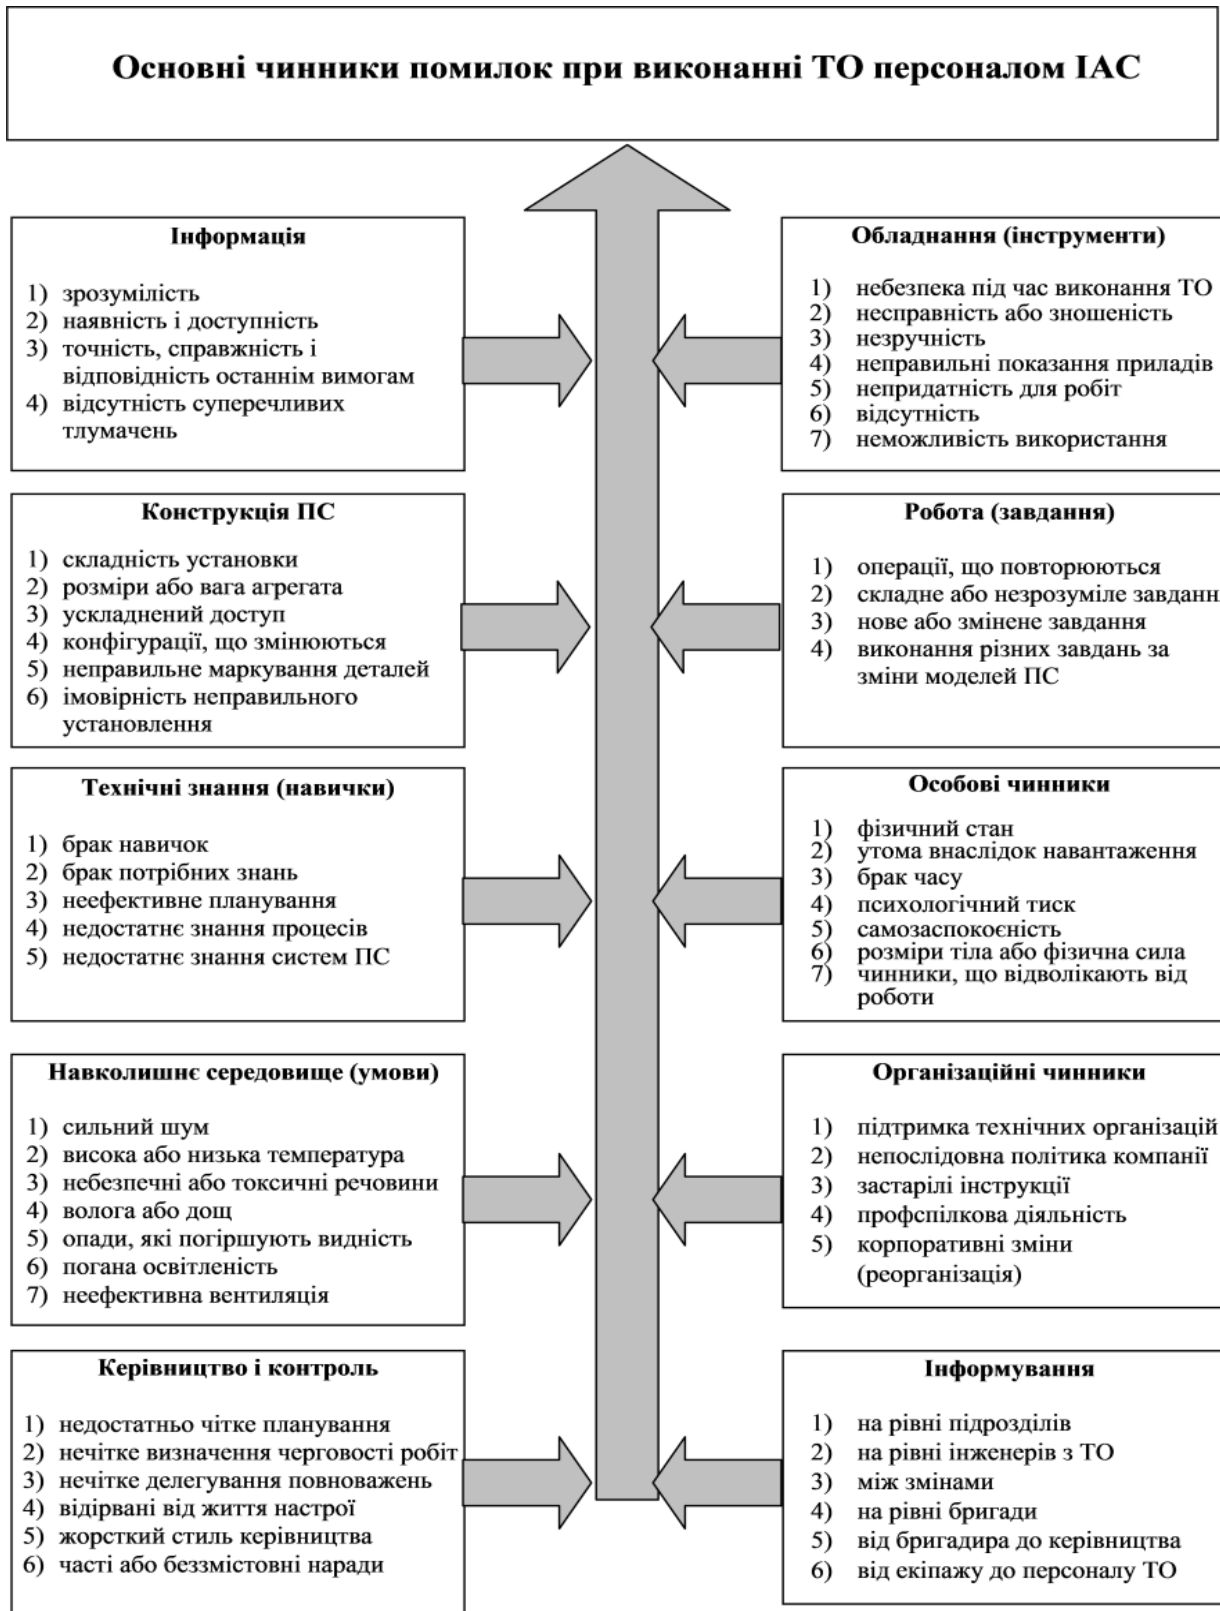 Основні чинники помилок при виконанні ТО персоналом ІАС
Інформація
1) зрозумілість
2) наявність і доступність
3) точність, справжність і
відповідність останнім вимогам
4) відсутність суперечливих
тлумачень
Обладнання (інструменти)
1) небезпека під час виконання ТО
2) несправність або зношеність
3) незручність
4) неправильні показання приладів
5) непридатність для робіт
6) відсутність
7) неможливість використання
Конструкція ПС
1) складність установки
2) розміри або вага агрегата
3) ускладнений доступ
4) конфігурації, що змінюються
5) неправильне маркування деталей
6) імовірність неправильного
установлення
Робота (завдання)
1) операції, що повторюються
2) складне або незрозуміле завдання
3) нове або змінене завдання
4) виконання різних завдань за
зміни моделей ПС
Технічні знання (навички)
1) брак навичок
2) брак потрібних знань
3) неефективне планування
4) недостатнє знання процесів
5) недостатнє знання систем ПС
Особові чинники
1) фізичний стан
2) утома внаслідок навантаження
3) брак часу
4) психологічний тиск
5) самозаспокоєність
6) розміри тіла або фізична сила
7) чинники, що відволікають від
роботи
Навколишнє середовище (умови)
1) сильний шум
2) висока або низька температура
3) небезпечні або токсичні речовини
4) волога або дощ
5) опади, які погіршують видність
6) погана освітленість
7) неефективна вентиляція
Організаційні чинники
1) підтримка технічних організацій
2) непослідовна політика компанії
3) застарілі інструкції
4) профспілкова діяльність
5) корпоративні зміни
(реорганізація)
Керівництво і контроль
1) недостатньо чітке планування
2) нечітке визначення черговості робіт
3) нечітке делегування повноважень
4) відірвані від життя настрої
5) жорсткий стиль керівництва
6) часті або беззмістовні наради
Інформування
1) на рівні підрозділів
2) на рівні інженерів з ТО
3) між змінами
4) на рівні бригади
5) від бригадира до керівництва
6) від екіпажу до персоналу ТО